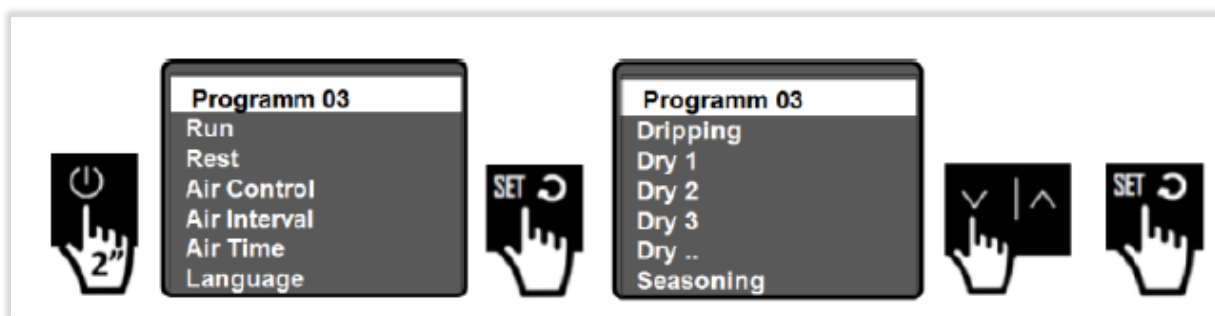 2”
Programm 03
Run
Rest
Air Control
Air Interval
Air Time
Language
SET
Programm 03
Dripping
Dry 1
Dry 2
Dry 3
Dry ..
Seasoning
SET